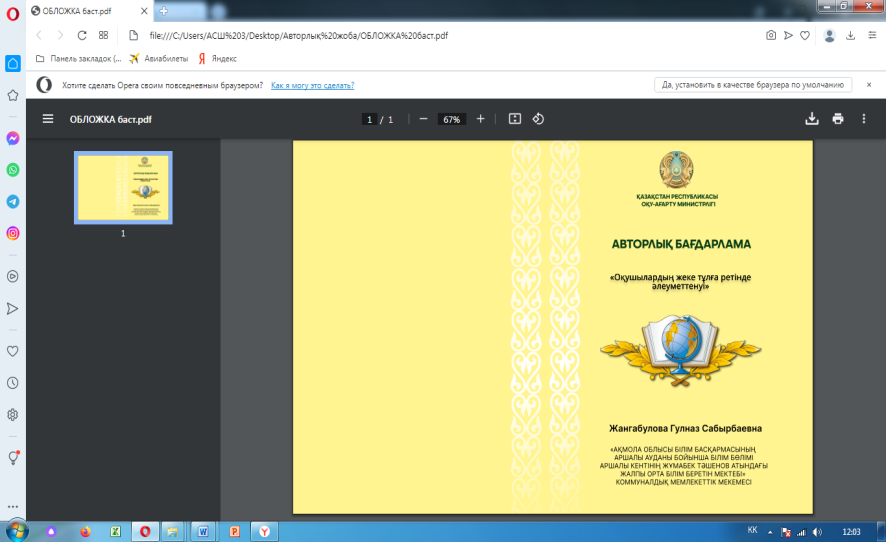 ОБЛОЖКА баст.pdf
file:///C:/Users/АСШ%203/Desktop/Авторлық%20жоба/ОБЛОЖКА%20баст.pdf
Панель закладок (...
Авиабилеты
Яндекс
Хотите сделать Opera своим повседневным браузером?
Как я могу это сделать?
Да, установить в качестве браузера по умолчанию
ОБЛОЖКА баст.pdf
1 / 1
67%
1
ҚАЗАҚСТАН РЕСПУБЛИКАСЫ
ОҚУ-АҒАРТУ МИНИСТРЛІГІ
АВТОРЛЫҚ БАҒДАРЛАМА
«Оқушылардың жеке тұлға ретінде
әлеуметтенуі»
Жангабулова Гулназ Сабырбаевна
«АҚМОЛА ОБЛЫСЫ БІЛІМ БАСҚАРМАСЫНЫҢ
АРШАЛЫ АУДАНЫ БОЙЫНША БІЛІМ БӨЛІМІ
АРШАЛЫ КЕНТІНІҢ ЖҰМАБЕК ТӘШЕНОВ АТЫНДАҒЫ
ЖАЛПЫ ОРТА БІЛІМ БЕРЕТІН МЕКТЕБІ»
КОММУНАЛДЫҚ МЕМЛЕКЕТТІК МЕКЕМЕСІ
KK
12:03